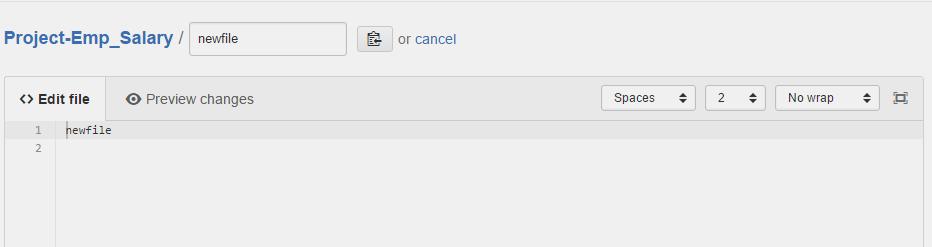 Project-Emp_Salary / newfile or cancel
<> Edit file Preview changes Spaces 2 No wrap
1 newfile
2